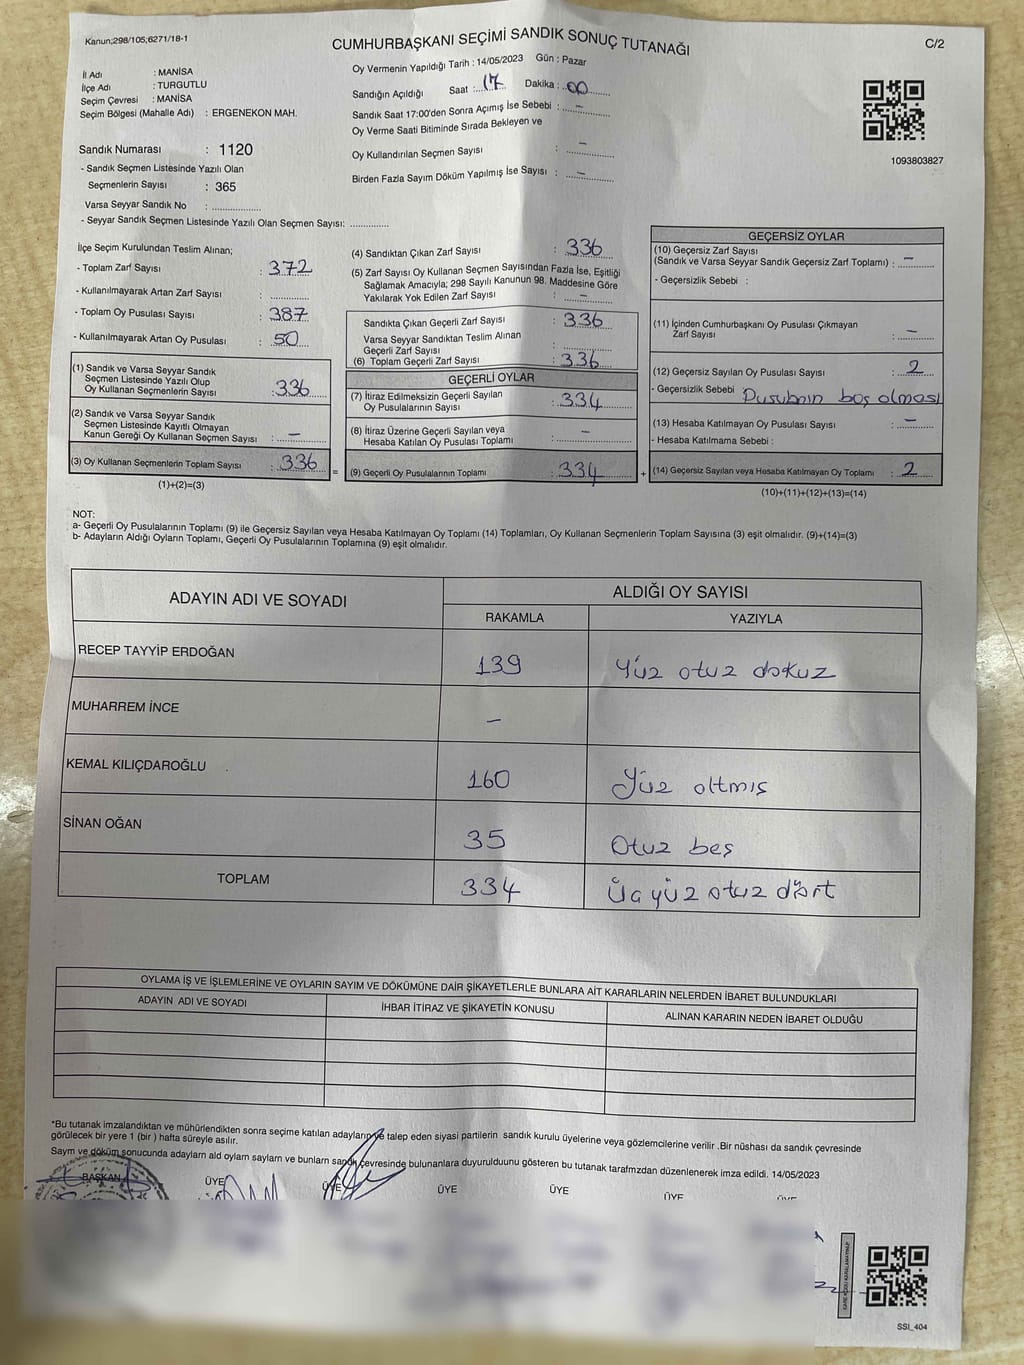 Kanun;298/105;6271/18-1
CUMHURBAŞKANI SEÇİMİ SANDIK SONUÇ TUTANAĞI
C/2
İl Adı : MANİSA
İlçe Adı : TURGUTLU
Seçim Çevresi : MANİSA
Seçim Bölgesi (Mahalle Adı) : ERGENEKON MAH.
Sandık Numarası : 1120
- Sandık Seçmen Listesinde Yazılı Olan
Seçmenlerin Sayısı : 365
Varsa Seyyar Sandık No : ..............
- Seyyar Sandık Seçmen Listesinde Yazılı Olan Seçmen Sayısı: ............
Oy Vermenin Yapıldığı Tarih : 14/05/2023 Gün : Pazar
Sandığın Açıldığı Saat : 17 Dakika : 00
Sandık Saat 17:00'den Sonra Açımış İse Sebebi : -
Oy Verme Saati Bitiminde Sırada Bekleyen ve
Oy Kullandırılan Seçmen Sayısı : -
Birden Fazla Sayım Döküm Yapılmış İse Sayısı : -
1093803827
İlçe Seçim Kurulundan Teslim Alınan;
- Toplam Zarf Sayısı : 372
- Kullanılmayarak Artan Zarf Sayısı : ............
- Toplam Oy Pusulası Sayısı : 387
- Kullanılmayarak Artan Oy Pusulası : 50
(1) Sandık ve Varsa Seyyar Sandık
Seçmen Listesinde Yazılı Olup
Oy Kullanan Seçmenlerin Sayısı : 336
(2) Sandık ve Varsa Seyyar Sandık
Seçmen Listesinde Kayıtlı Olmayan
Kanun Gereği Oy Kullanan Seçmen Sayısı : -
(3) Oy Kullanan Seçmenlerin Toplam Sayısı : 336
(1)+(2)=(3)
=
(4) Sandıktan Çıkan Zarf Sayısı : 336
(5) Zarf Sayısı Oy Kullanan Seçmen Sayısından Fazla İse, Eşitliği
Sağlamak Amacıyla; 298 Sayılı Kanunun 98. Maddesine Göre
Yakılarak Yok Edilen Zarf Sayısı : -
Sandıkta Çıkan Geçerli Zarf Sayısı : 336
Varsa Seyyar Sandıktan Teslim Alınan
Geçerli Zarf Sayısı : ............
(6) Toplam Geçerli Zarf Sayısı : 336
GEÇERLİ OYLAR
(7) İtiraz Edilmeksizin Geçerli Sayılan
Oy Pusulalarının Sayısı : 334
(8) İtiraz Üzerine Geçerli Sayılan veya
Hesaba Katılan Oy Pusulası Toplamı : -
(9) Geçerli Oy Pusulalarının Toplamı : 334
+
GEÇERSİZ OYLAR
(10) Geçersiz Zarf Sayısı
(Sandık ve Varsa Seyyar Sandık Geçersiz Zarf Toplamı) : -
- Geçersizlik Sebebi :
(11) İçinden Cumhurbaşkanı Oy Pusulası Çıkmayan
Zarf Sayısı : -
(12) Geçersiz Sayılan Oy Pusulası Sayısı : 2
- Geçersizlik Sebebi Pusulanın boş olması
(13) Hesaba Katılmayan Oy Pusulası Sayısı : -
- Hesaba Katılmama Sebebi :
(14) Geçersiz Sayılan veya Hesaba Katılmayan Oy Toplamı : 2
(10)+(11)+(12)+(13)=(14)
NOT:
a- Geçerli Oy Pusulalarının Toplamı (9) ile Geçersiz Sayılan veya Hesaba Katılmayan Oy Toplamı (14) Toplamları, Oy Kullanan Seçmenlerin Toplam Sayısına (3) eşit olmalıdır. (9)+(14)=(3)
b- Adayların Aldığı Oyların Toplamı, Geçerli Oy Pusulalarının Toplamına (9) eşit olmalıdır.
ADAYIN ADI VE SOYADI
ALDIĞI OY SAYISI
RAKAMLA YAZIYLA
RECEP TAYYİP ERDOĞAN 139 Yüz otuz dokuz
MUHARREM İNCE -
KEMAL KILIÇDAROĞLU 160 Yüz altmış
SİNAN OĞAN 35 Otuz beş
TOPLAM 334 Üç yüz otuz dört
OYLAMA İŞ VE İŞLEMLERİNE VE OYLARIN SAYIM VE DÖKÜMÜNE DAİR ŞİKAYETLERLE BUNLARA AİT KARARLARIN NELERDEN İBARET BULUNDUKLARI
ADAYIN ADI VE SOYADI İHBAR İTİRAZ VE ŞİKAYETİN KONUSU ALINAN KARARIN NEDEN İBARET OLDUĞU
*Bu tutanak imzalandıktan ve mühürlendikten sonra seçime katılan adayların ve talep eden siyasi partilerin sandık kurulu üyelerine veya gözlemcilerine verilir .Bir nüshası da sandık çevresinde
görülecek bir yere 1 (bir ) hafta süreyle asılır.
Sayım ve döküm sonucunda adayların ald oyların sayların ve bunların sandık çevresinde bulunanlara duyurulduunu gösteren bu tutanak tarafmzdan düzenlenerek imza edildi. 14/05/2023
BAŞKAN ÜYE ÜYE ÜYE ÜYE ÜYE ÜYE
SSI_404